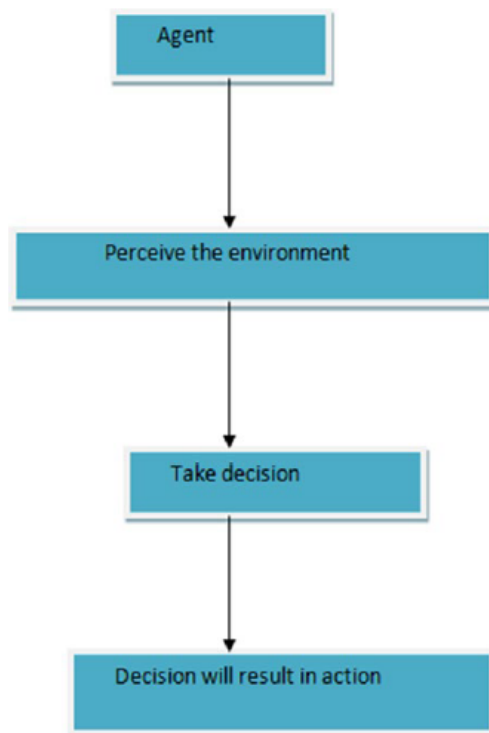 Agent
Perceive the environment
Take decision
Decision will result in action